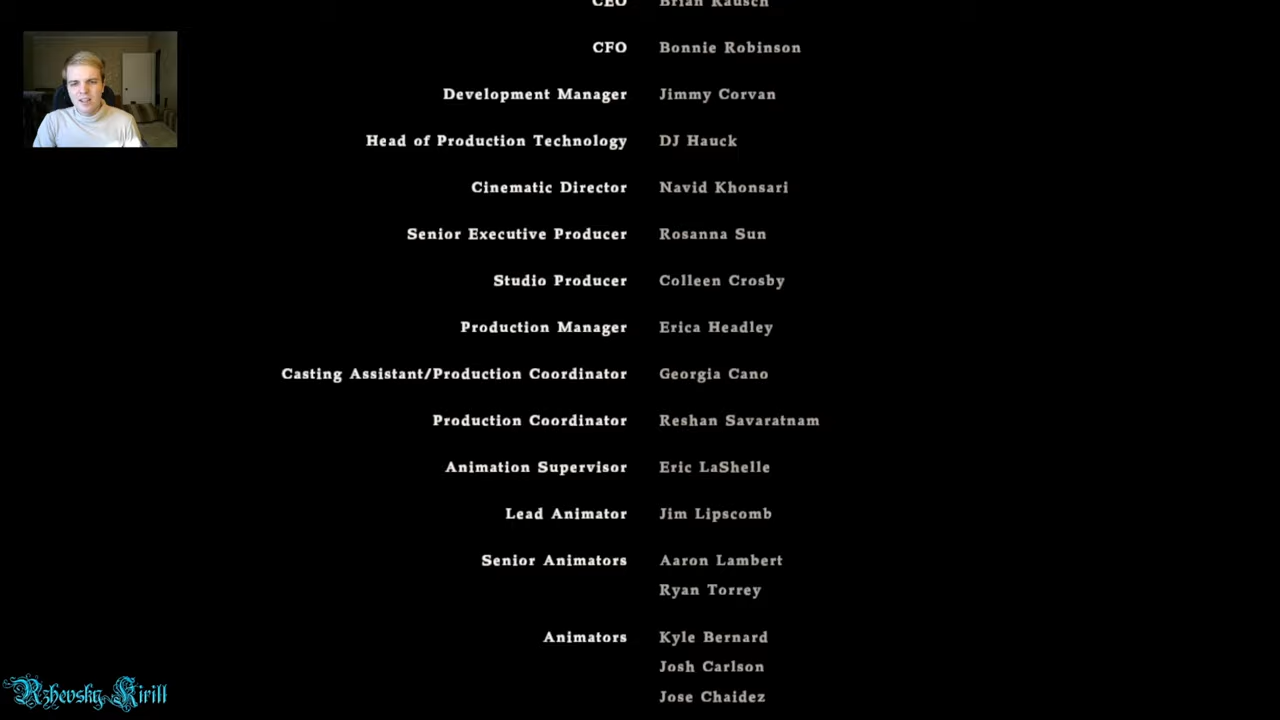 CEO Brian Rausch
CFO Bonnie Robinson
Development Manager Jimmy Corvan
Head of Production Technology DJ Hauck
Cinematic Director Navid Khonsari
Senior Executive Producer Rosanna Sun
Studio Producer Colleen Crosby
Production Manager Erica Headley
Casting Assistant/Production Coordinator Georgia Cano
Production Coordinator Reshan Savaratnam
Animation Supervisor Eric LaShelle
Lead Animator Jim Lipscomb
Senior Animators Aaron Lambert
Ryan Torrey
Animators Kyle Bernard
Josh Carlson
Jose Chaidez
Rzhevsky Kirill